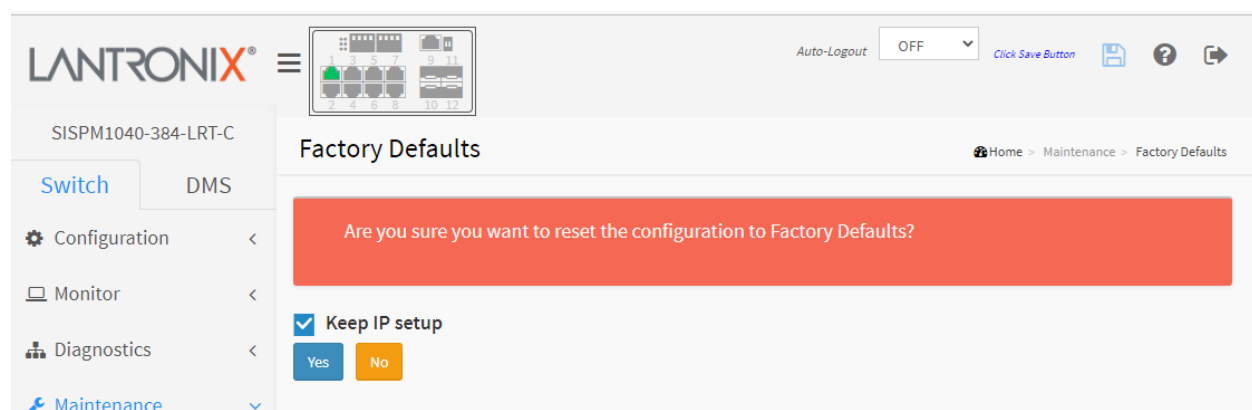 LANTRONIX®
1 3 5 7 9 11
2 4 6 8 10 12
Auto-Logout OFF Click Save Button
SISPM1040-384-LRT-C
Switch DMS
Configuration
Monitor
Diagnostics
Maintenance
Factory Defaults
Home > Maintenance > Factory Defaults
Are you sure you want to reset the configuration to Factory Defaults?
Keep IP setup
Yes No